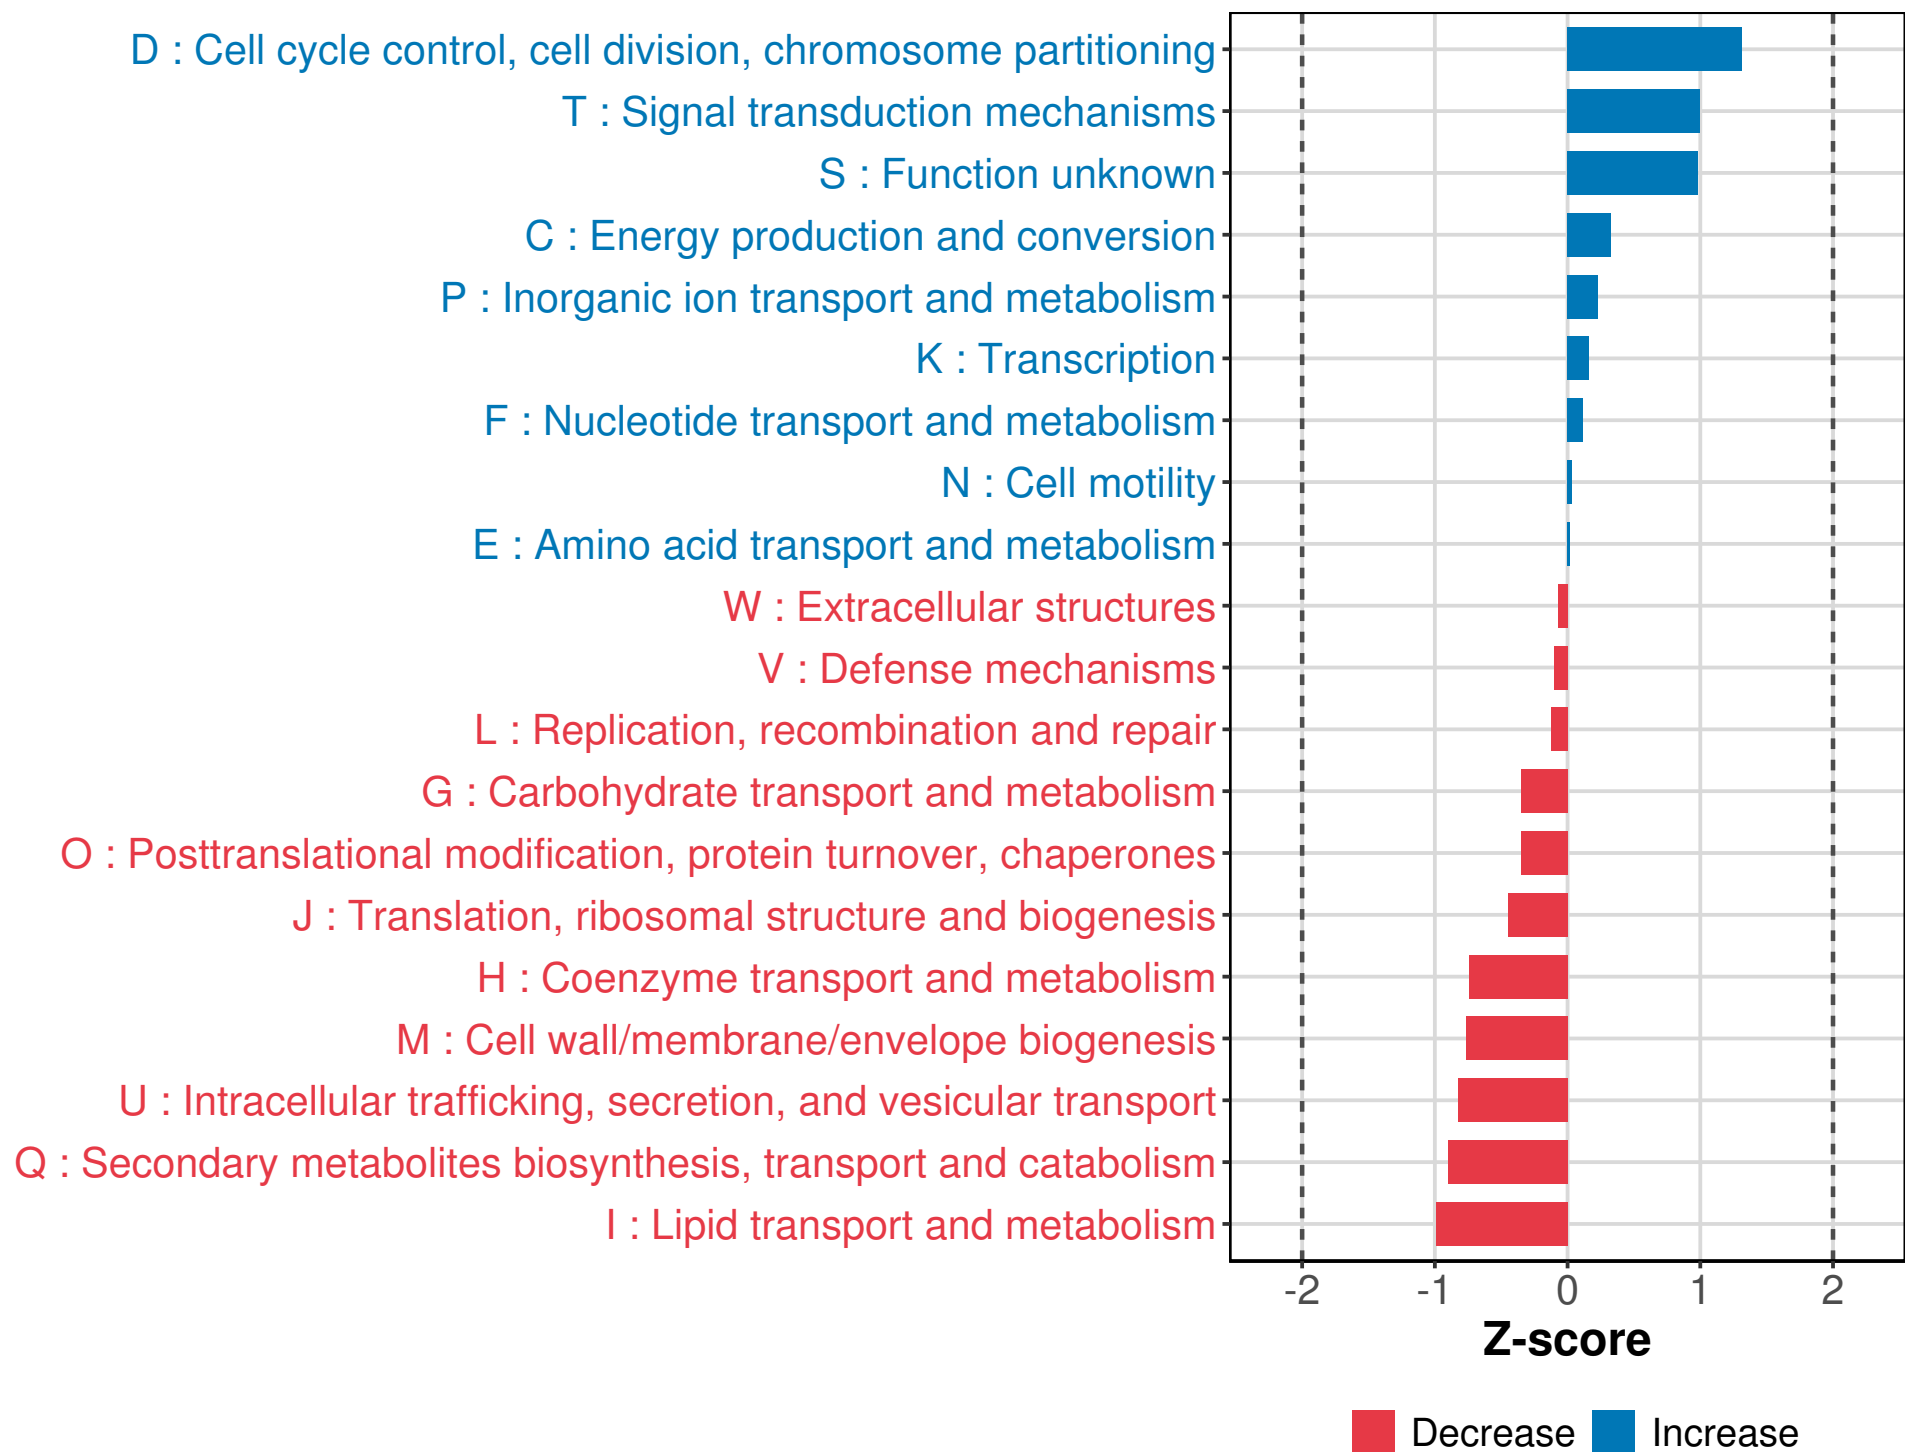 D : Cell cycle control, cell division, chromosome partitioning
T : Signal transduction mechanisms
S : Function unknown
C : Energy production and conversion
P : Inorganic ion transport and metabolism
K : Transcription
F : Nucleotide transport and metabolism
N : Cell motility
E : Amino acid transport and metabolism
W : Extracellular structures
V : Defense mechanisms
L : Replication, recombination and repair
G : Carbohydrate transport and metabolism
O : Posttranslational modification, protein turnover, chaperones
J : Translation, ribosomal structure and biogenesis
H : Coenzyme transport and metabolism
M : Cell wall/membrane/envelope biogenesis
U : Intracellular trafficking, secretion, and vesicular transport
Q : Secondary metabolites biosynthesis, transport and catabolism
I : Lipid transport and metabolism
-2 -1 0 1 2
Z-score
Decrease Increase